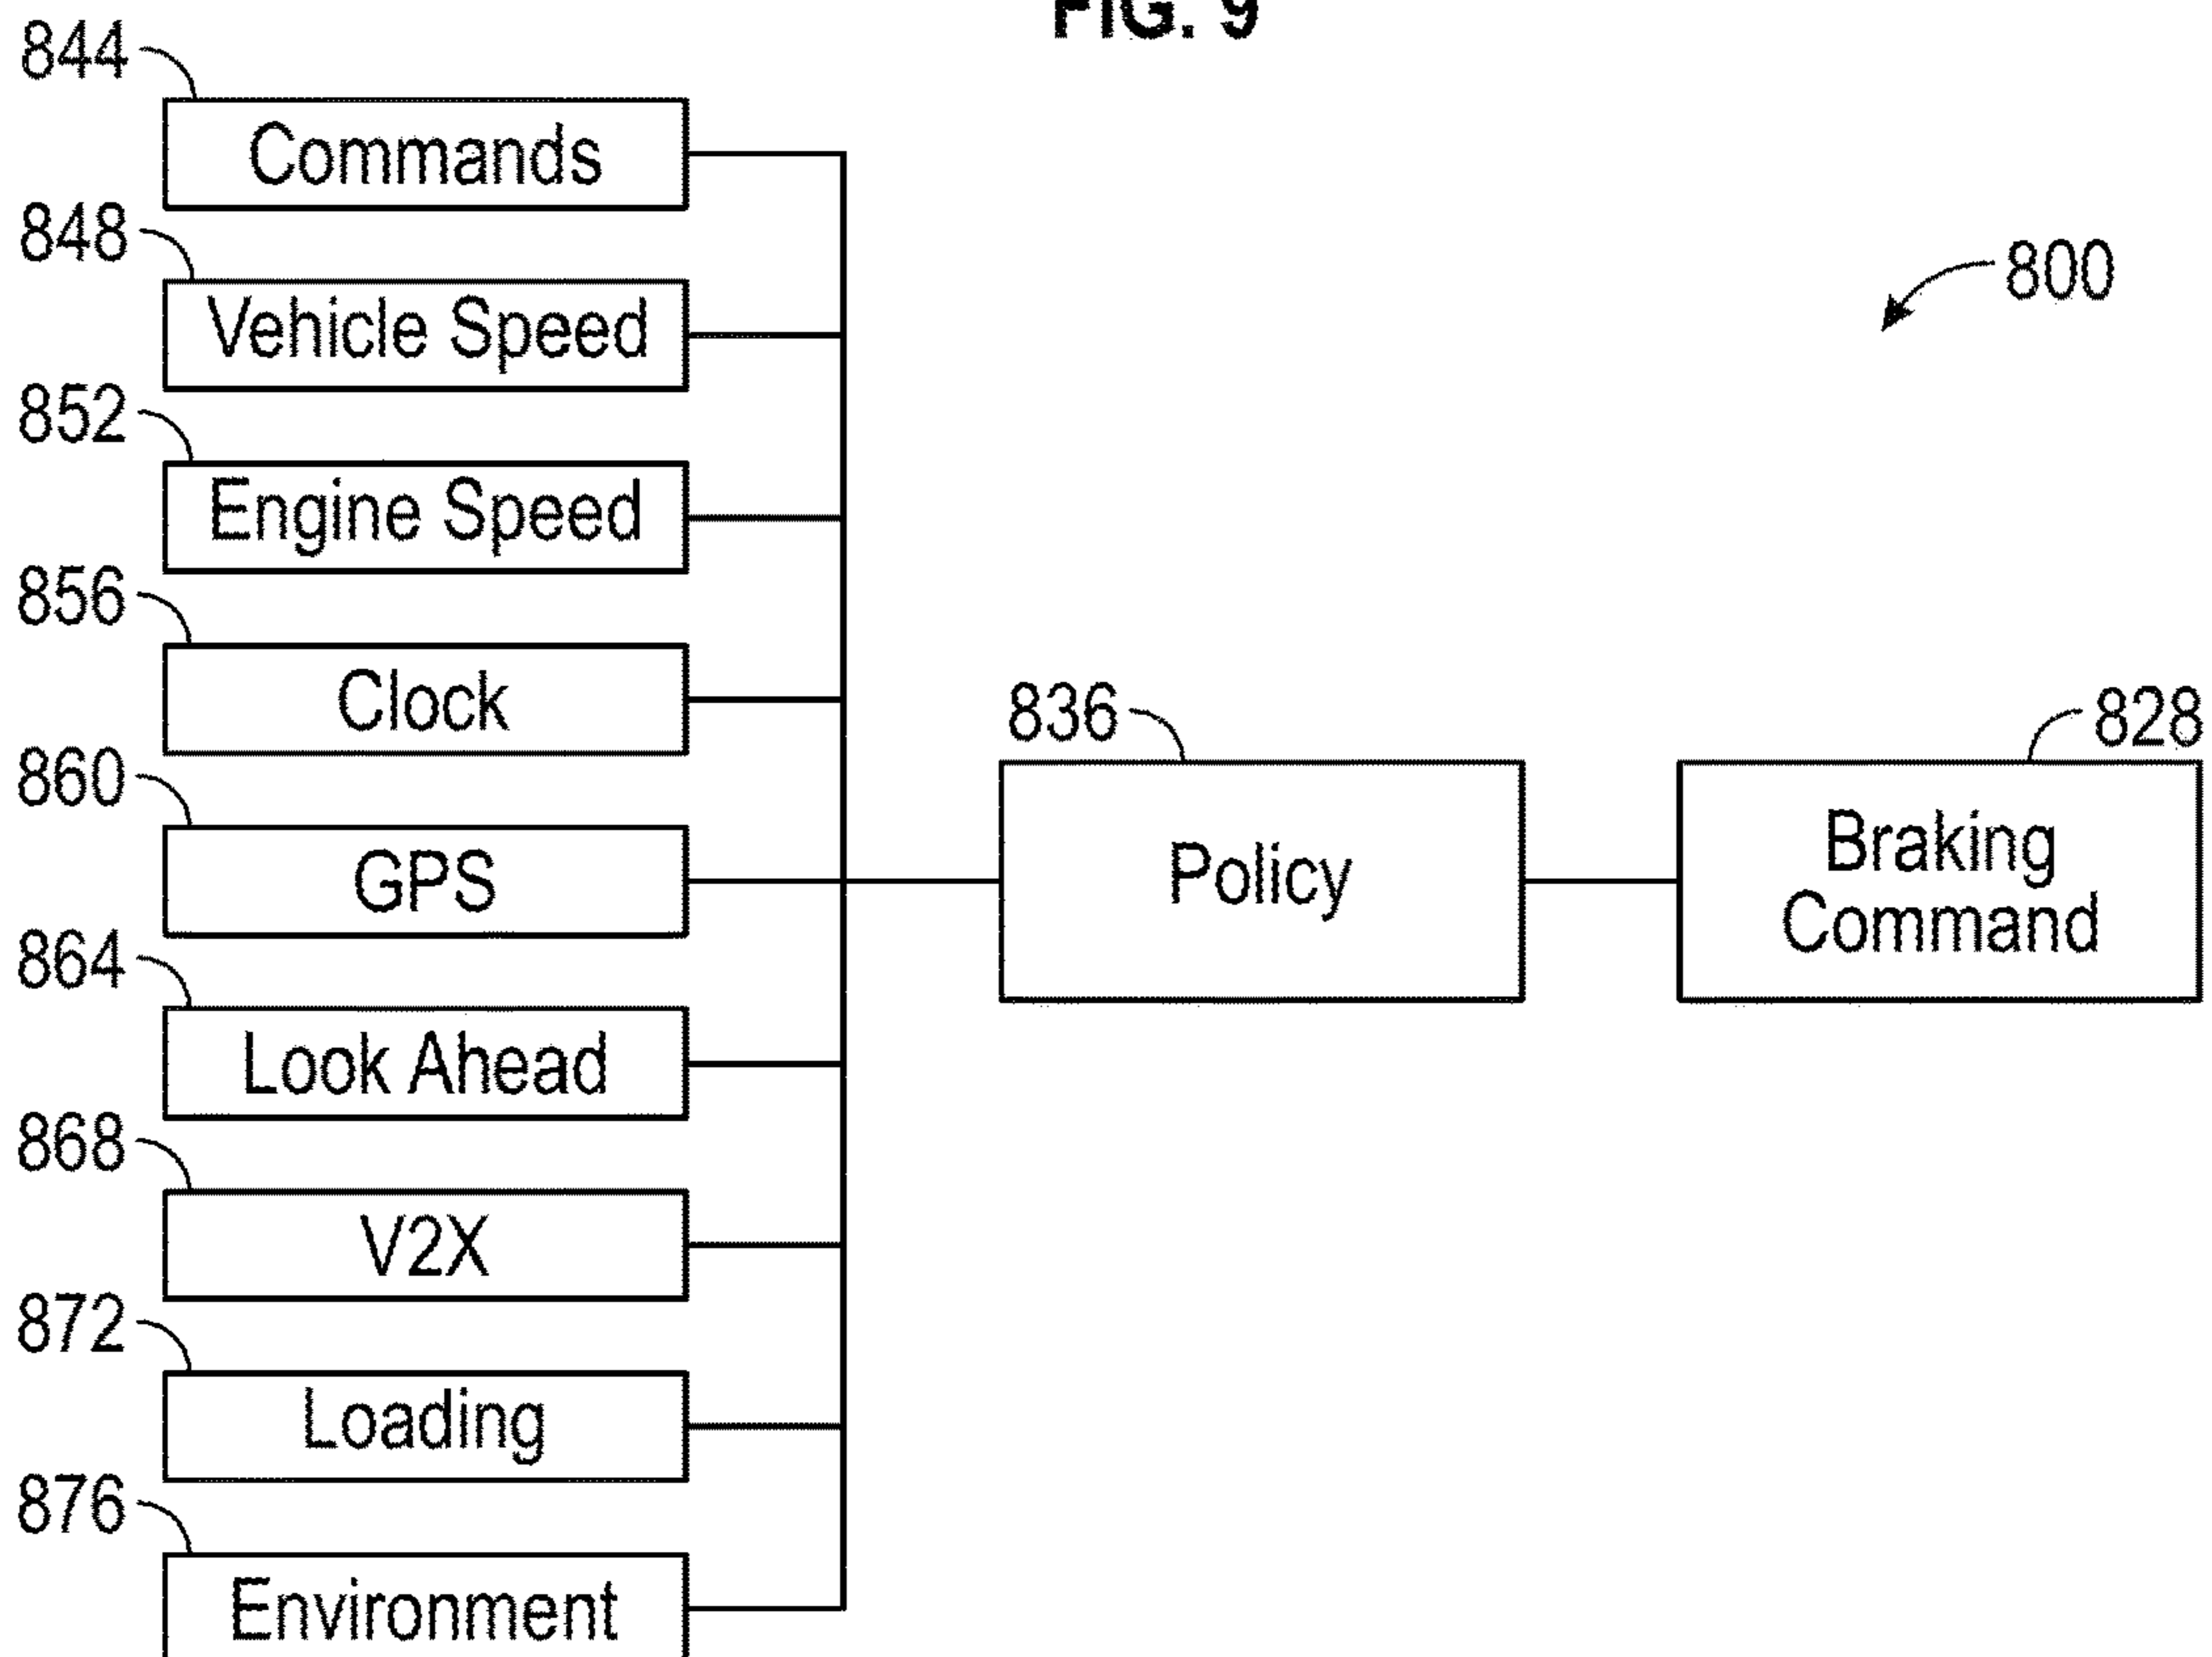 FIG. 9
844
Commands
848
Vehicle Speed
800
852
Engine Speed
856
Clock
836
828
860
GPS
Policy
Braking
Command
864
Look Ahead
868
V2X
872
Loading
876
Environment